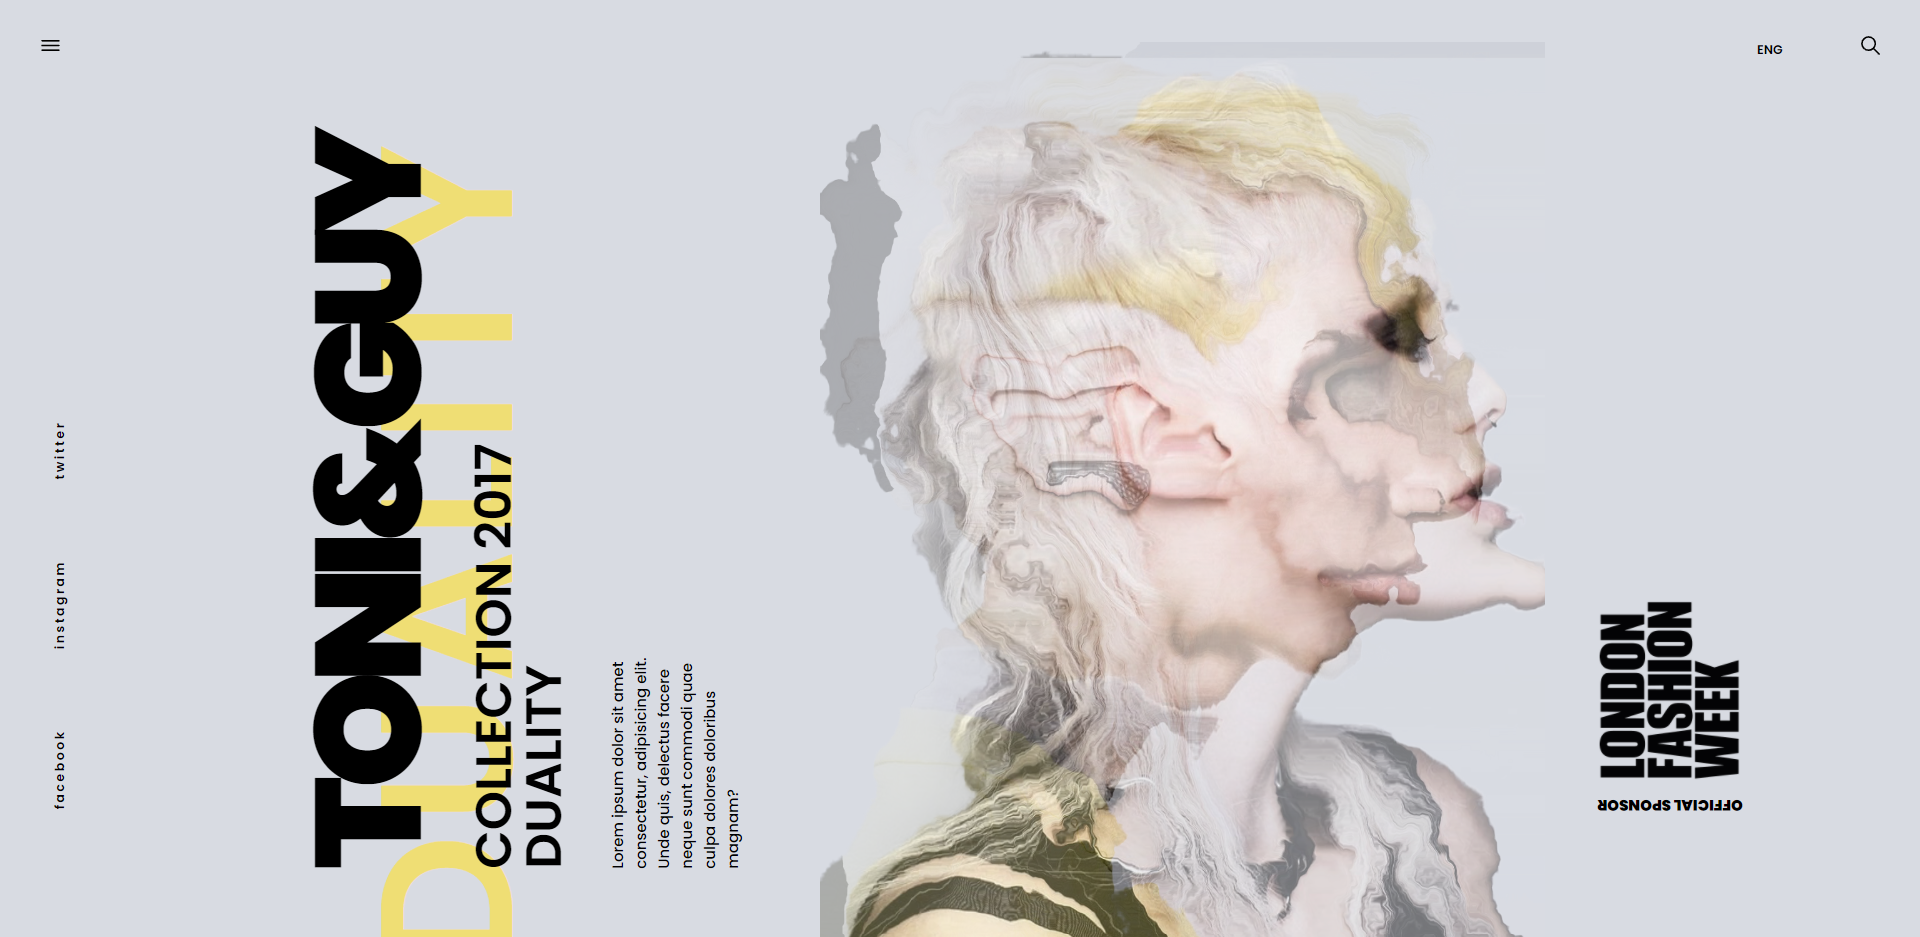 ENG
twitter
instagram
facebook
TONI&GUY
DUALITY
COLLECTION 2017
DUALITY
Lorem ipsum dolor sit amet
consectetur, adipisicing elit.
Unde quis, delectus facere
neque sunt commodi quae
culpa dolores doloribus
magnam?
LONDON
FASHION
WEEK
OFFICIAL SPONSOR